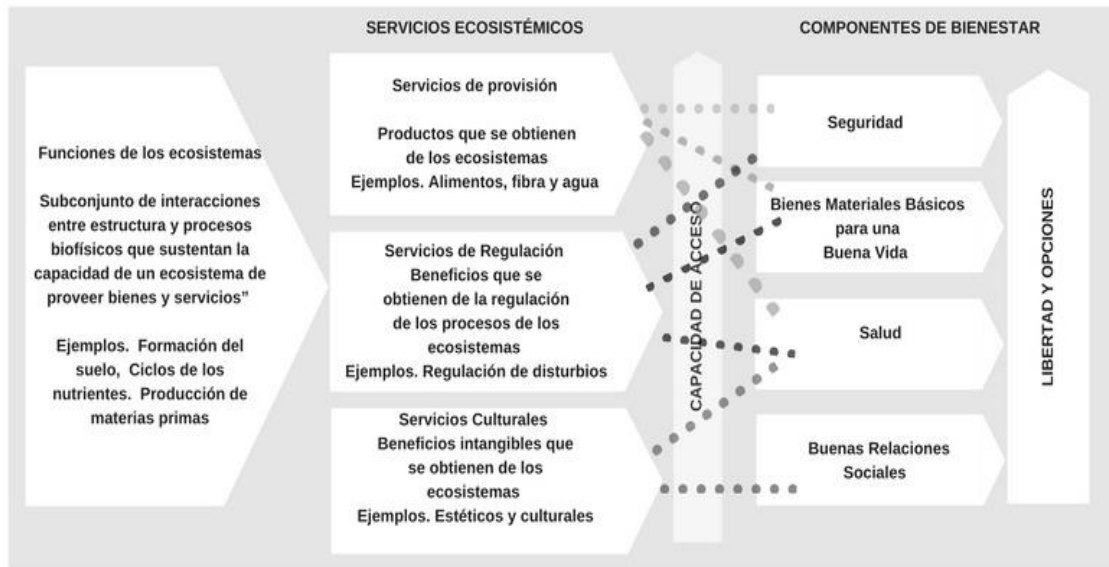 SERVICIOS ECOSISTÉMICOS
COMPONENTES DE BIENESTAR
Funciones de los ecosistemas
Subconjunto de interacciones
entre estructura y procesos
biofísicos que sustentan la
capacidad de un ecosistema de
proveer bienes y servicios”
Ejemplos. Formación del
suelo, Ciclos de los
nutrientes. Producción de
materias primas
Servicios de provisión
Productos que se obtienen
de los ecosistemas
Ejemplos. Alimentos, fibra y agua
Servicios de Regulación
Beneficios que se
obtienen de la regulación
de los procesos de los
ecosistemas
Ejemplos. Regulación de disturbios
Servicios Culturales
Beneficios intangibles que
se obtienen de los
ecosistemas
Ejemplos. Estéticos y culturales
CAPACIDAD DE ACCESO
Seguridad
Bienes Materiales Básicos
para una
Buena Vida
Salud
Buenas Relaciones
Sociales
LIBERTAD Y OPCIONES